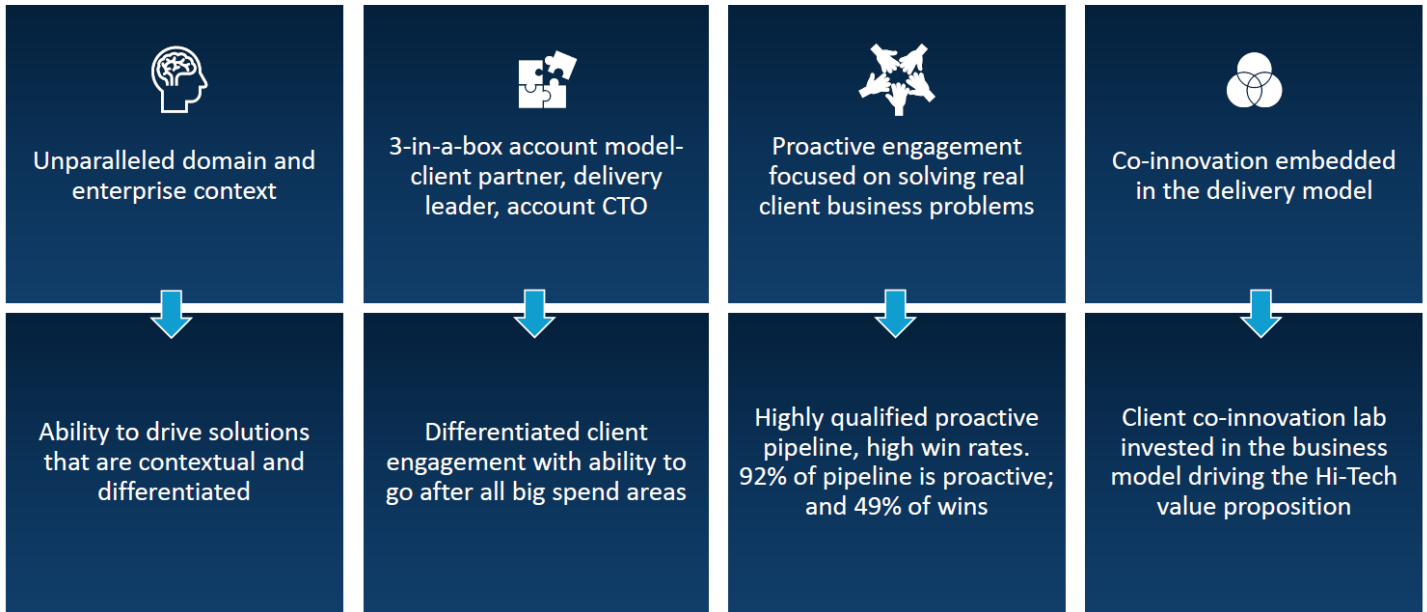 Unparalleled domain and
enterprise context
3-in-a-box account model-
client partner, delivery
leader, account CTO
Proactive engagement
focused on solving real
client business problems
Co-innovation embedded
in the delivery model
Ability to drive solutions
that are contextual and
differentiated
Differentiated client
engagement with ability to
go after all big spend areas
Highly qualified proactive
pipeline, high win rates.
92% of pipeline is proactive;
and 49% of wins
Client co-innovation lab
invested in the business
model driving the Hi-Tech
value proposition